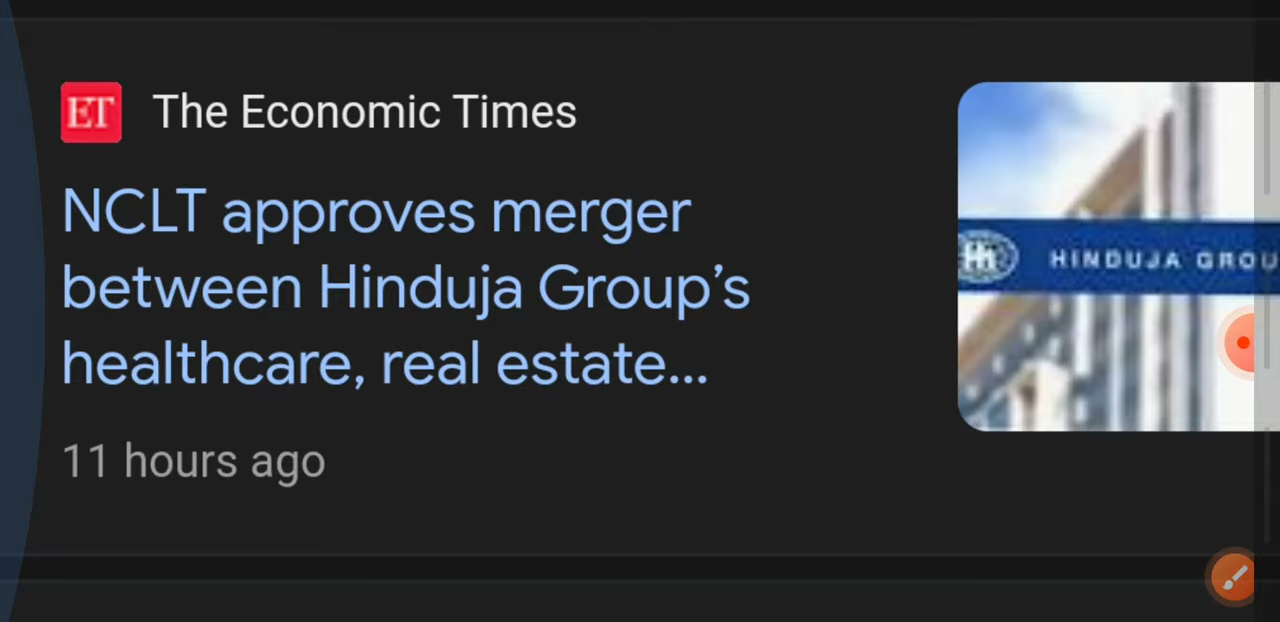 ET The Economic Times
NCLT approves merger
between Hinduja Group’s
healthcare, real estate...
HINDUJA GROU
11 hours ago